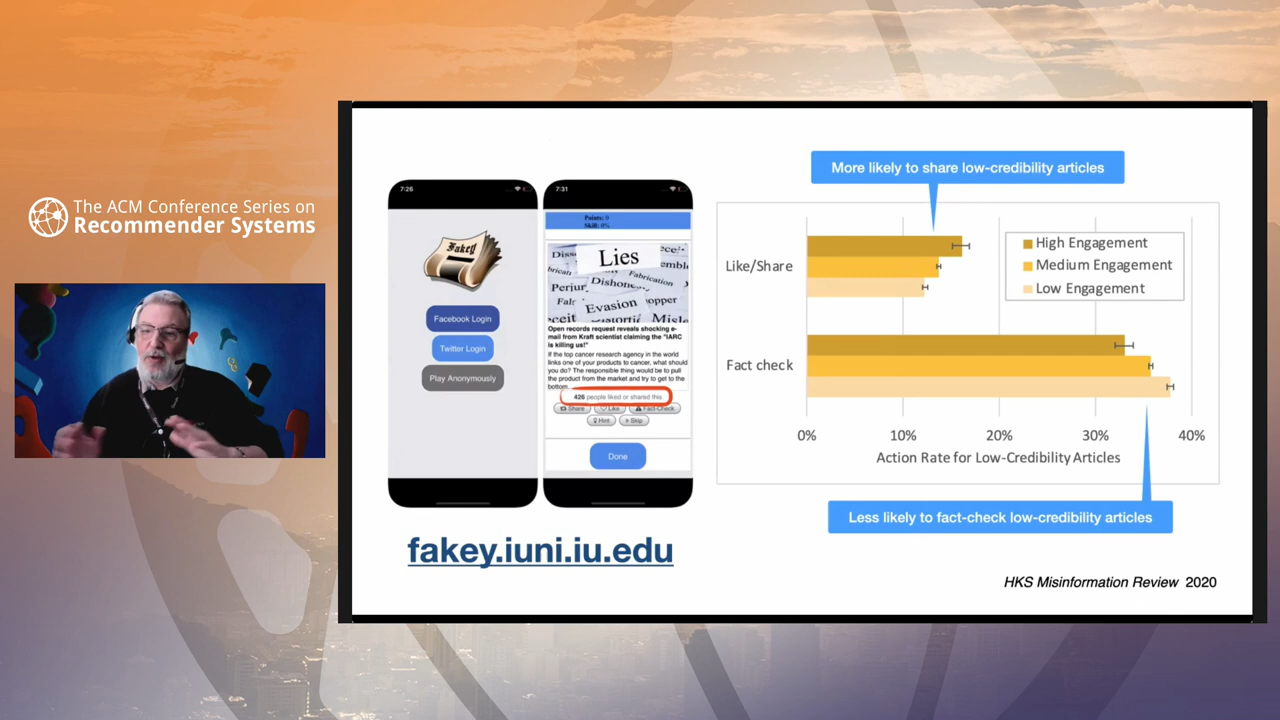 The ACM Conference Series on
Recommender Systems
7:26
Fakey
Facebook Login
Twitter Login
Play Anonymously
7:31
Points: 0
Skill: 0%
Lies
Fabrication
Evasion
Open records request reveals shocking e-
mail from Kraft scientist claiming the "IARC
is killing us!"
If the top cancer research agency in the world
links one of your products to cancer, what should
you do? The responsible thing would be to pull
the product from the market and try to get to the
bottom
426 people liked or shared this
Share Like Fact-Check
Hint Skip
Done
fakey.iuni.iu.edu
More likely to share low-credibility articles
Like/Share
High Engagement
Medium Engagement
Low Engagement
Fact check
0% 10% 20% 30% 40%
Action Rate for Low-Credibility Articles
Less likely to fact-check low-credibility articles
HKS Misinformation Review 2020